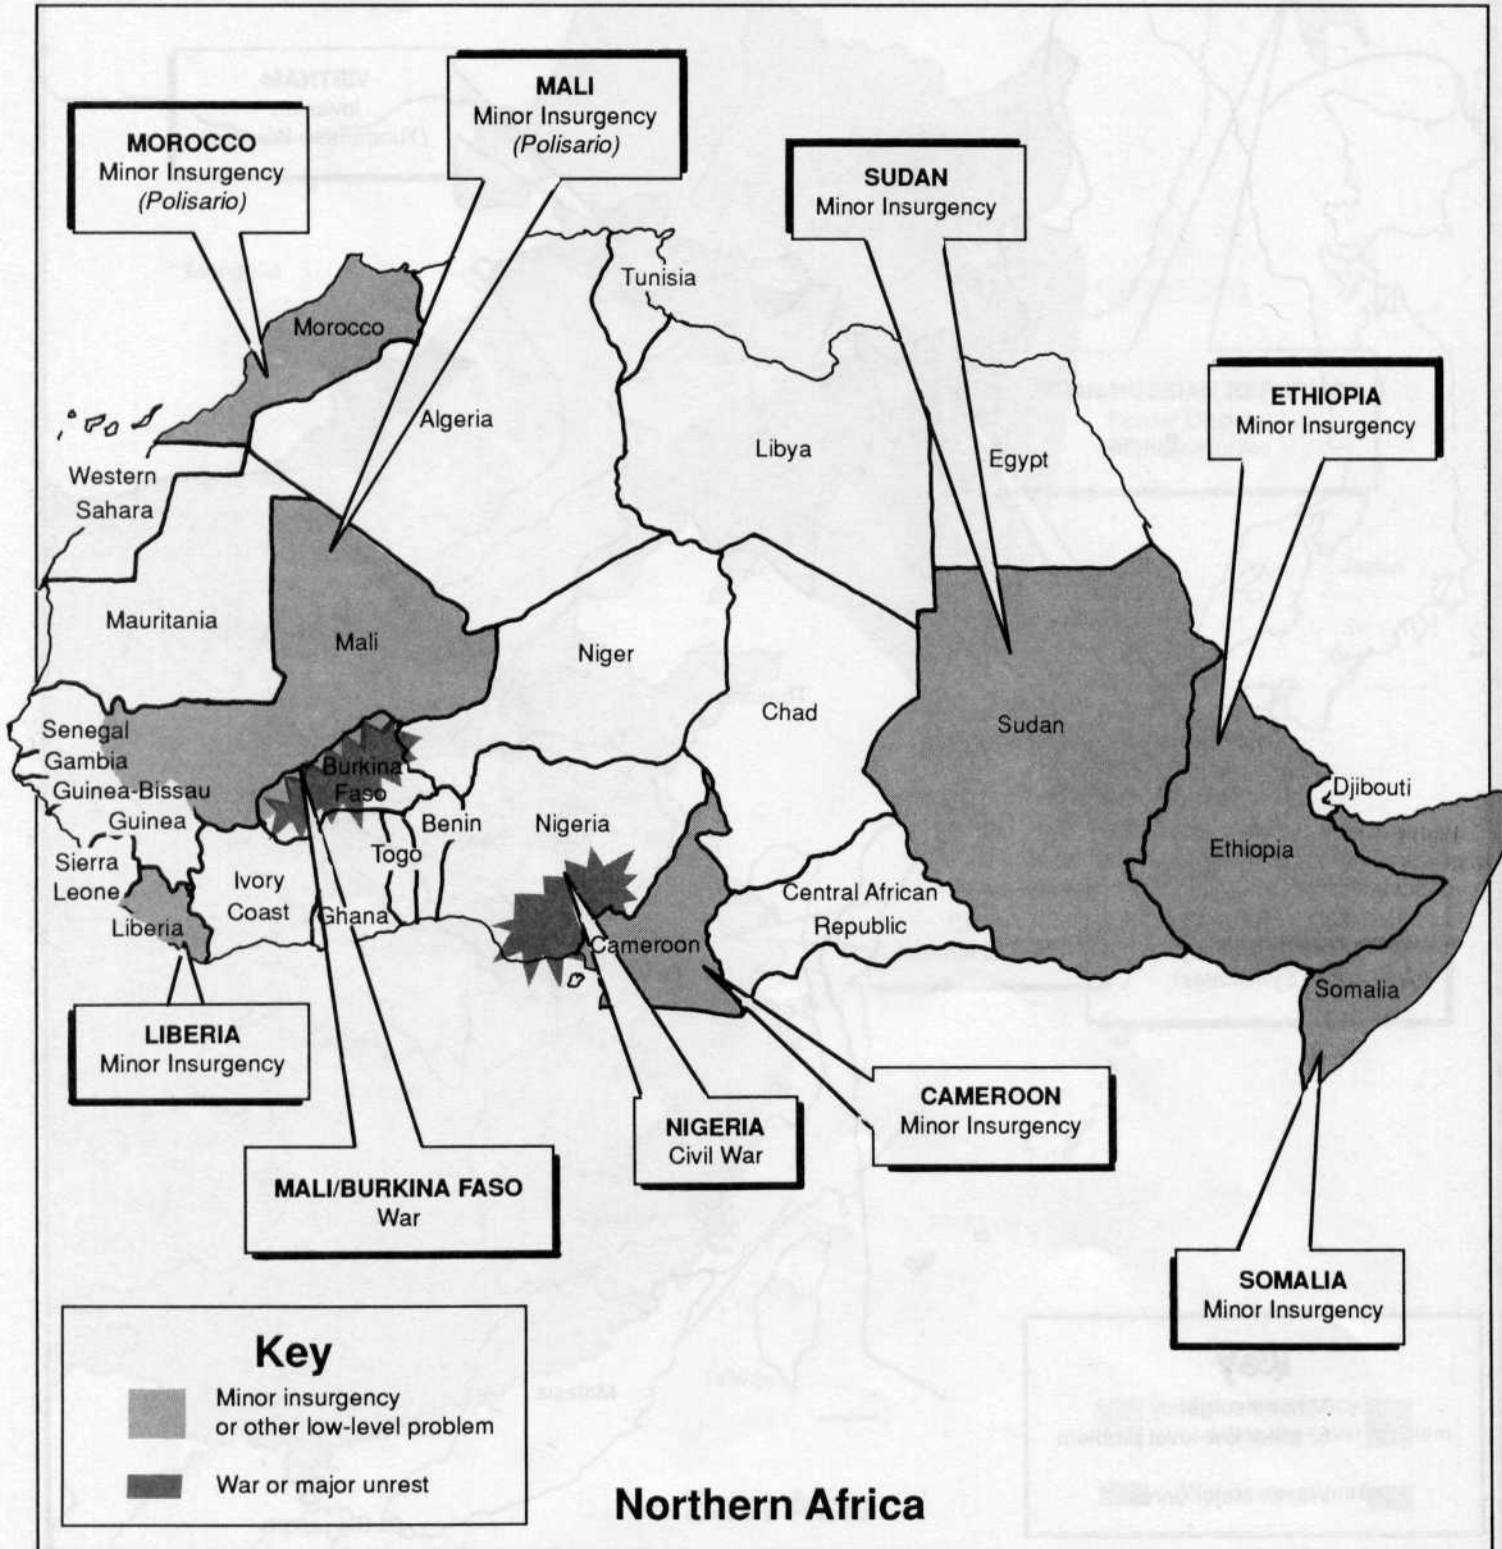 MALI
Minor Insurgency
(Polisario)
MOROCCO
Minor Insurgency
(Polisario)
SUDAN
Minor Insurgency
ETHIOPIA
Minor Insurgency
Tunisia
Morocco
Algeria
Libya
Egypt
Western
Sahara
Mauritania
Mali
Niger
Chad
Sudan
Senegal
Gambia
Guinea-Bissau
Guinea
Burkina
Faso
Djibouti
Benin
Nigeria
Togo
Ethiopia
Sierra
Leone
Ivory
Coast
Ghana
Central African
Republic
Liberia
Cameroon
Somalia
LIBERIA
Minor Insurgency
CAMEROON
Minor Insurgency
NIGERIA
Civil War
MALI/BURKINA FASO
War
SOMALIA
Minor Insurgency
Key
Minor insurgency
or other low-level problem
War or major unrest
Northern Africa